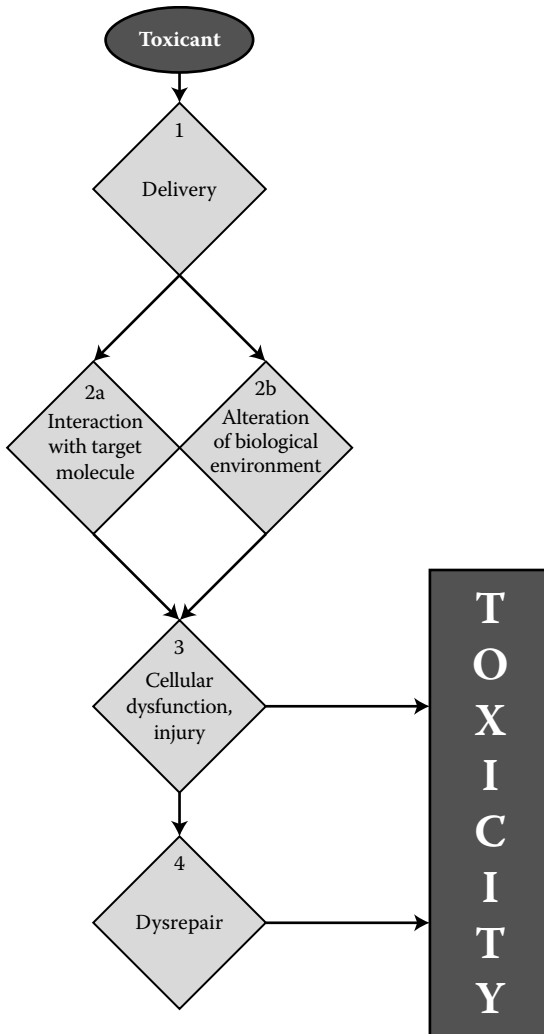 Toxicant
1
Delivery
2a
Interaction
with target
molecule
2b
Alteration
of biological
environment
3
Cellular
dysfunction,
injury
4
Dysrepair
T
O
X
I
C
I
T
Y